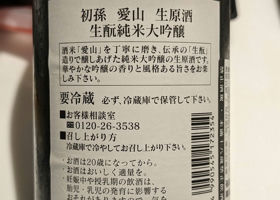 初孫 愛山 生原酒
生酛純米大吟醸
酒米「愛山」を丁寧に磨き、伝承の「生酛」
造りで醸しあげた純米大吟醸の生原酒です。
華やかな吟醸の香りと風格ある旨さをお楽
しみ下さい。
要冷蔵 必ず、冷蔵庫で保管して下さい。
■お客様相談室
0120-26-3538
■召し上がり方
冷蔵庫で冷やしてお召し上がり下さい。
・お酒は20歳になってから。
・お酒はおいしく適量を。
・妊娠中や授乳期の飲酒は、
胎児・乳児の発育に影響する